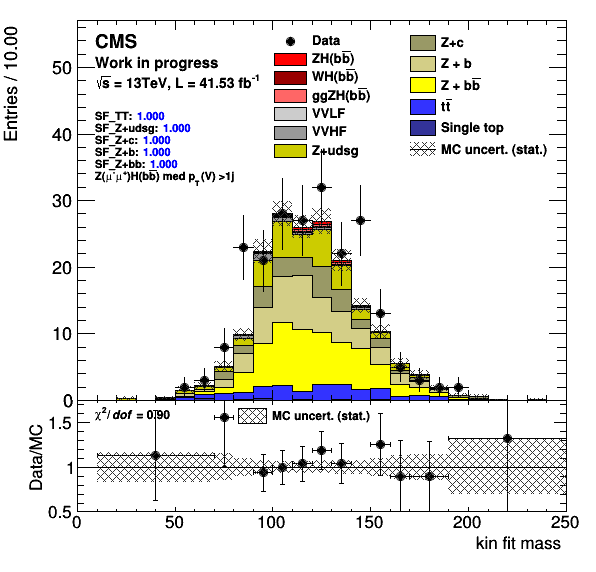 CMS
Work in progress
√s = 13TeV, L = 41.53 fb⁻¹
SF_TT: 1.000
SF_Z+udsg: 1.000
SF_Z+c: 1.000
SF_Z+b: 1.000
SF_Z+bb: 1.000
Z(μ⁻μ⁺)H(bb̅) med p_T(V) >1j
Data
ZH(bb̅)
WH(bb̅)
ggZH(bb̅)
VVLF
VVHF
Z+udsg
Z+c
Z + b
Z + bb̅
tt̅
Single top
MC uncert. (stat.)
Entries / 10.00
50
40
30
20
10
0
χ²/ dof = 0.90
MC uncert. (stat.)
Data/MC
1.5
1
0.5
0 50 100 150 200 250
kin fit mass